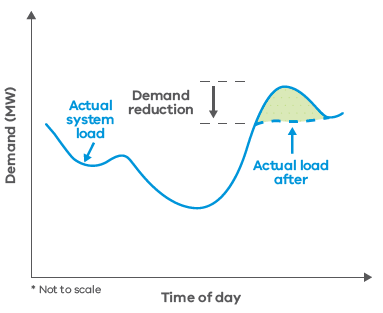 Demand (MW)
Actual
system
load
Demand
reduction
Actual load
after
* Not to scale
Time of day